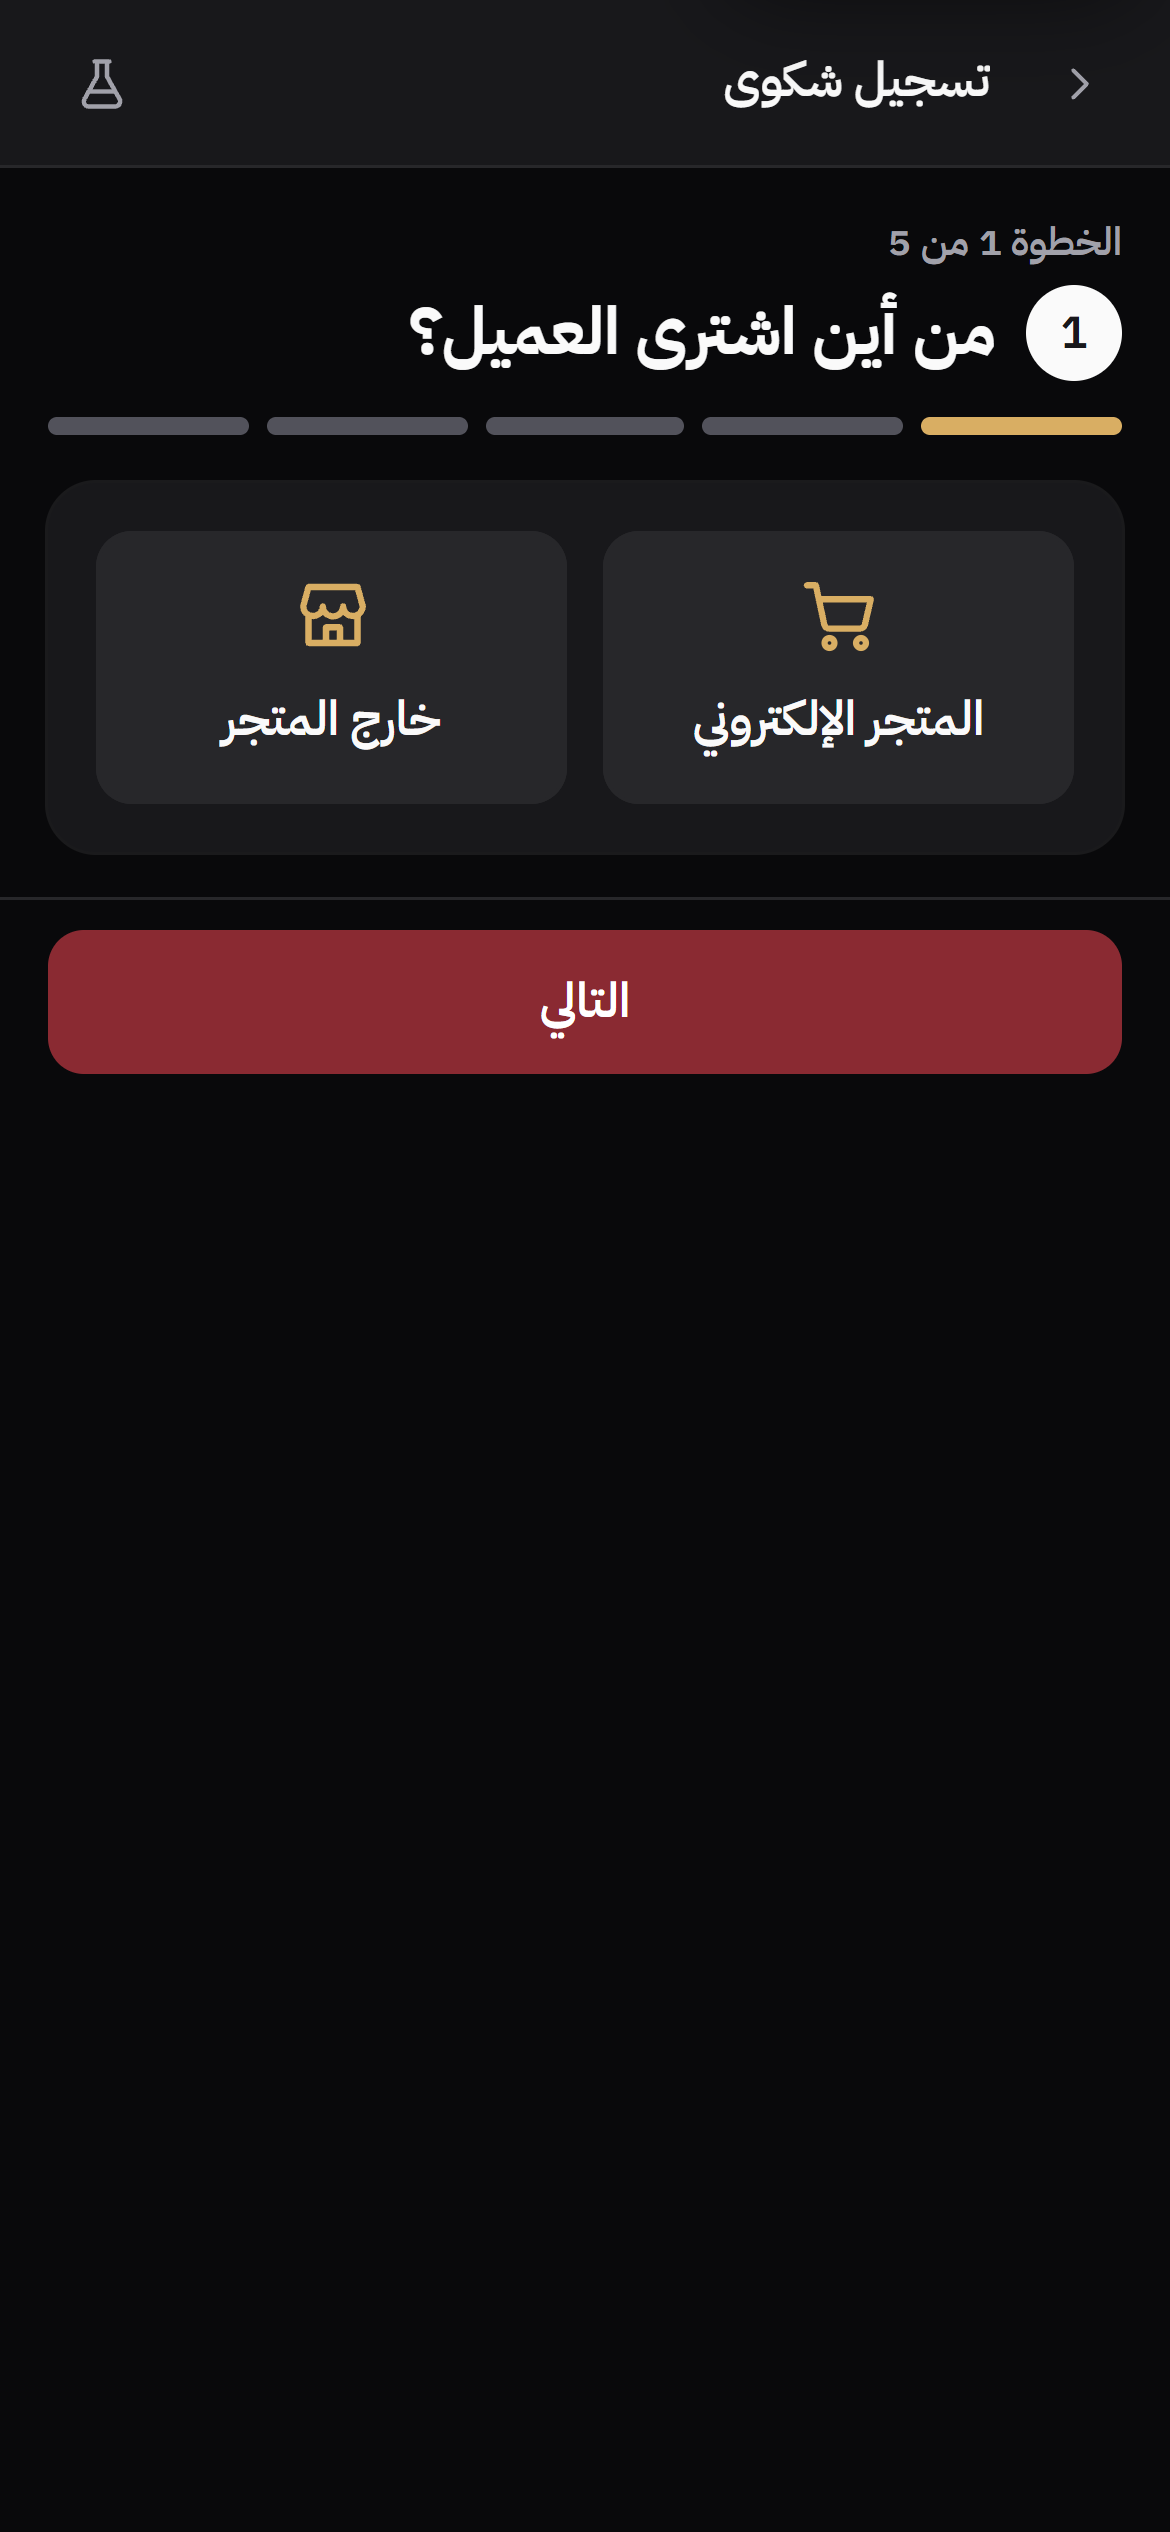 تسجيل شكوى
الخطوة 1 من 5
1
من أين اشترى العميل؟
المتجر الإلكتروني
خارج المتجر
التالي